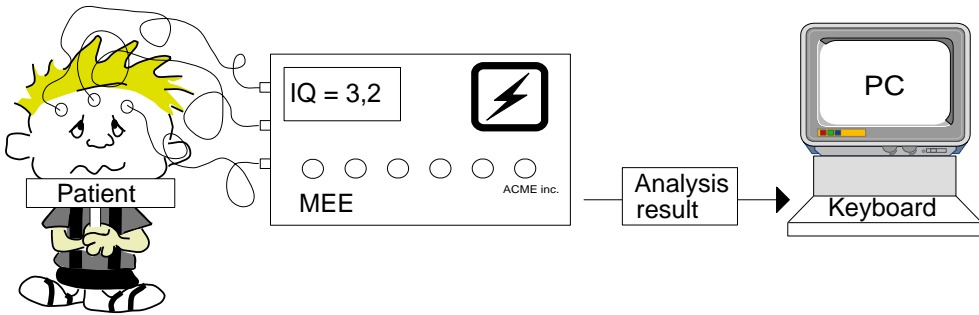 Patient
IQ = 3,2
MEE
ACME inc.
Analysis
result
PC
Keyboard